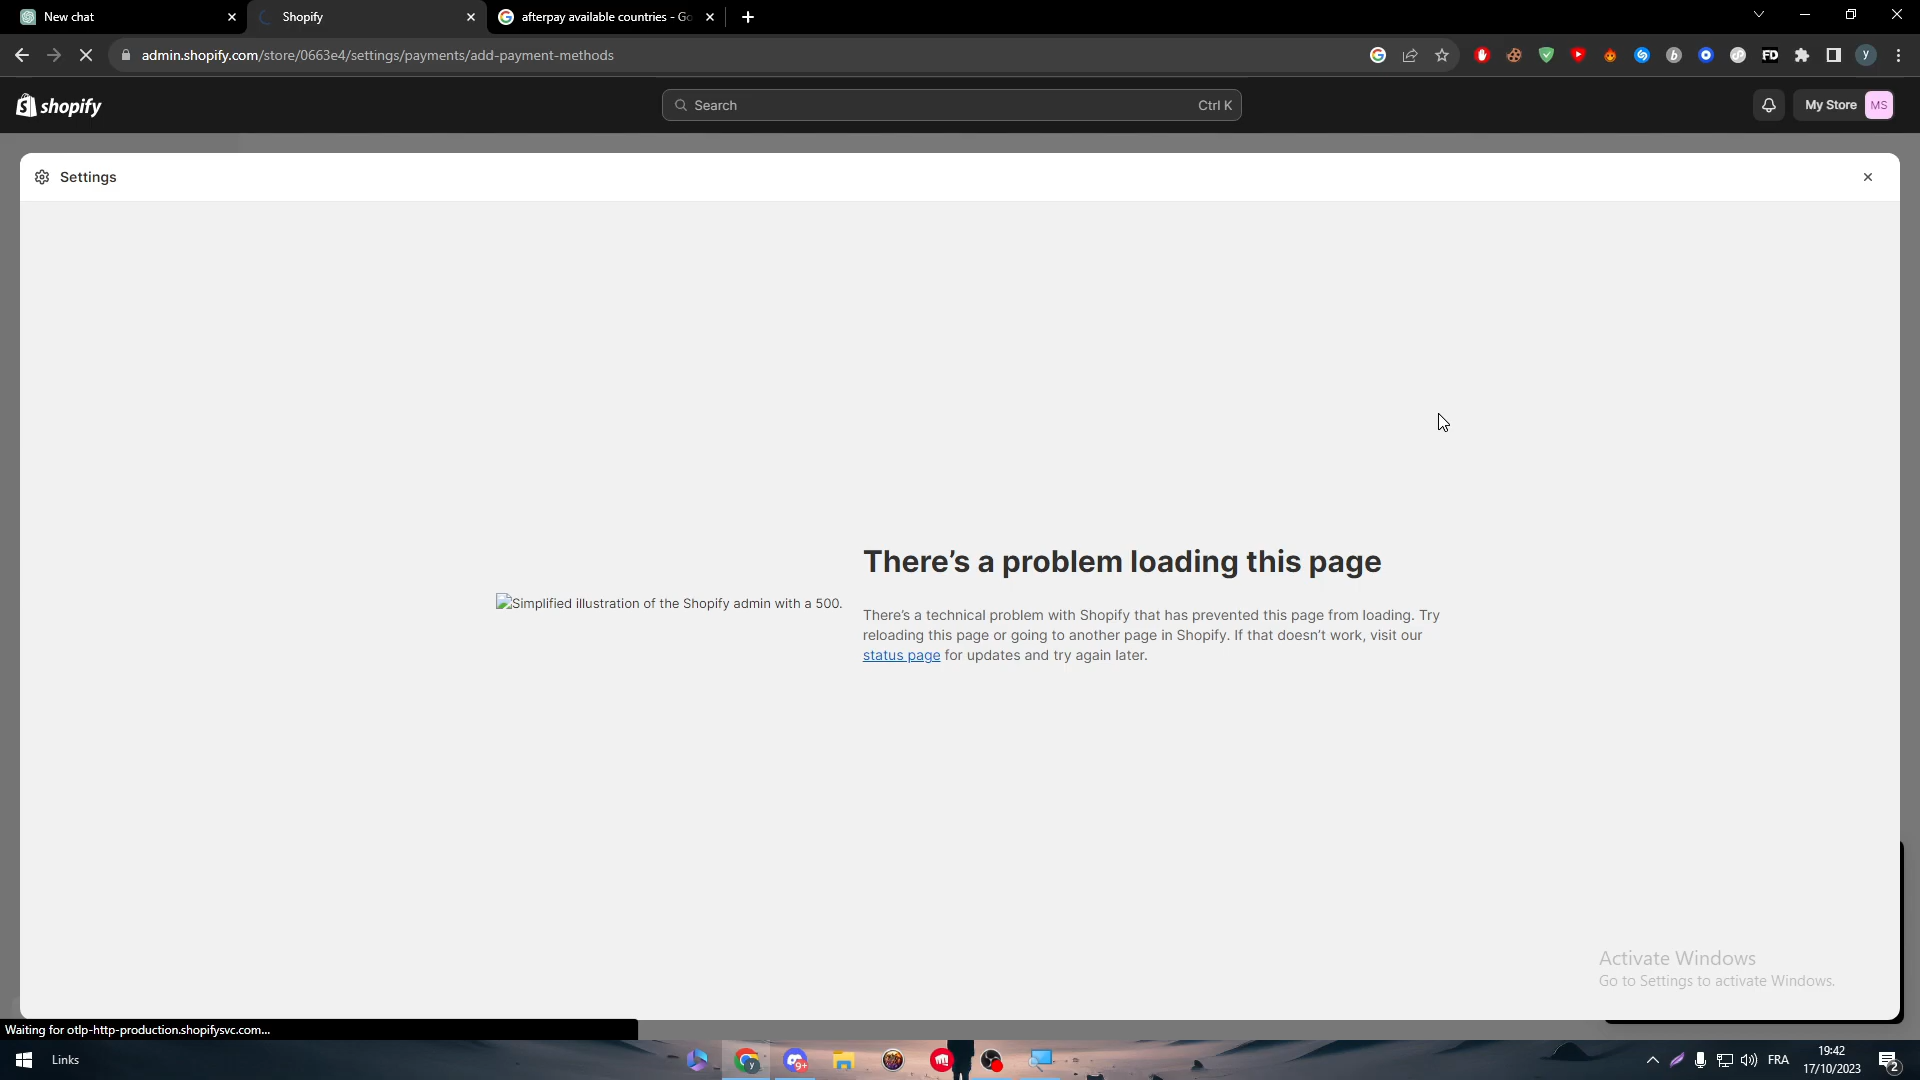 New chat
Shopify
afterpay available countries - Go
admin.shopify.com/store/0663e4/settings/payments/add-payment-methods
FD
y
shopify
Search
Ctrl K
My Store
MS
Settings
There's a problem loading this page
Simplified illustration of the Shopify admin with a 500.
There's a technical problem with Shopify that has prevented this page from loading. Try
reloading this page or going to another page in Shopify. If that doesn't work, visit our
status page for updates and try again later.
Activate Windows
Go to Settings to activate Windows.
Waiting for otlp-http-production.shopifysvc.com...
Links
9+
FRA
19:42
17/10/2023
2